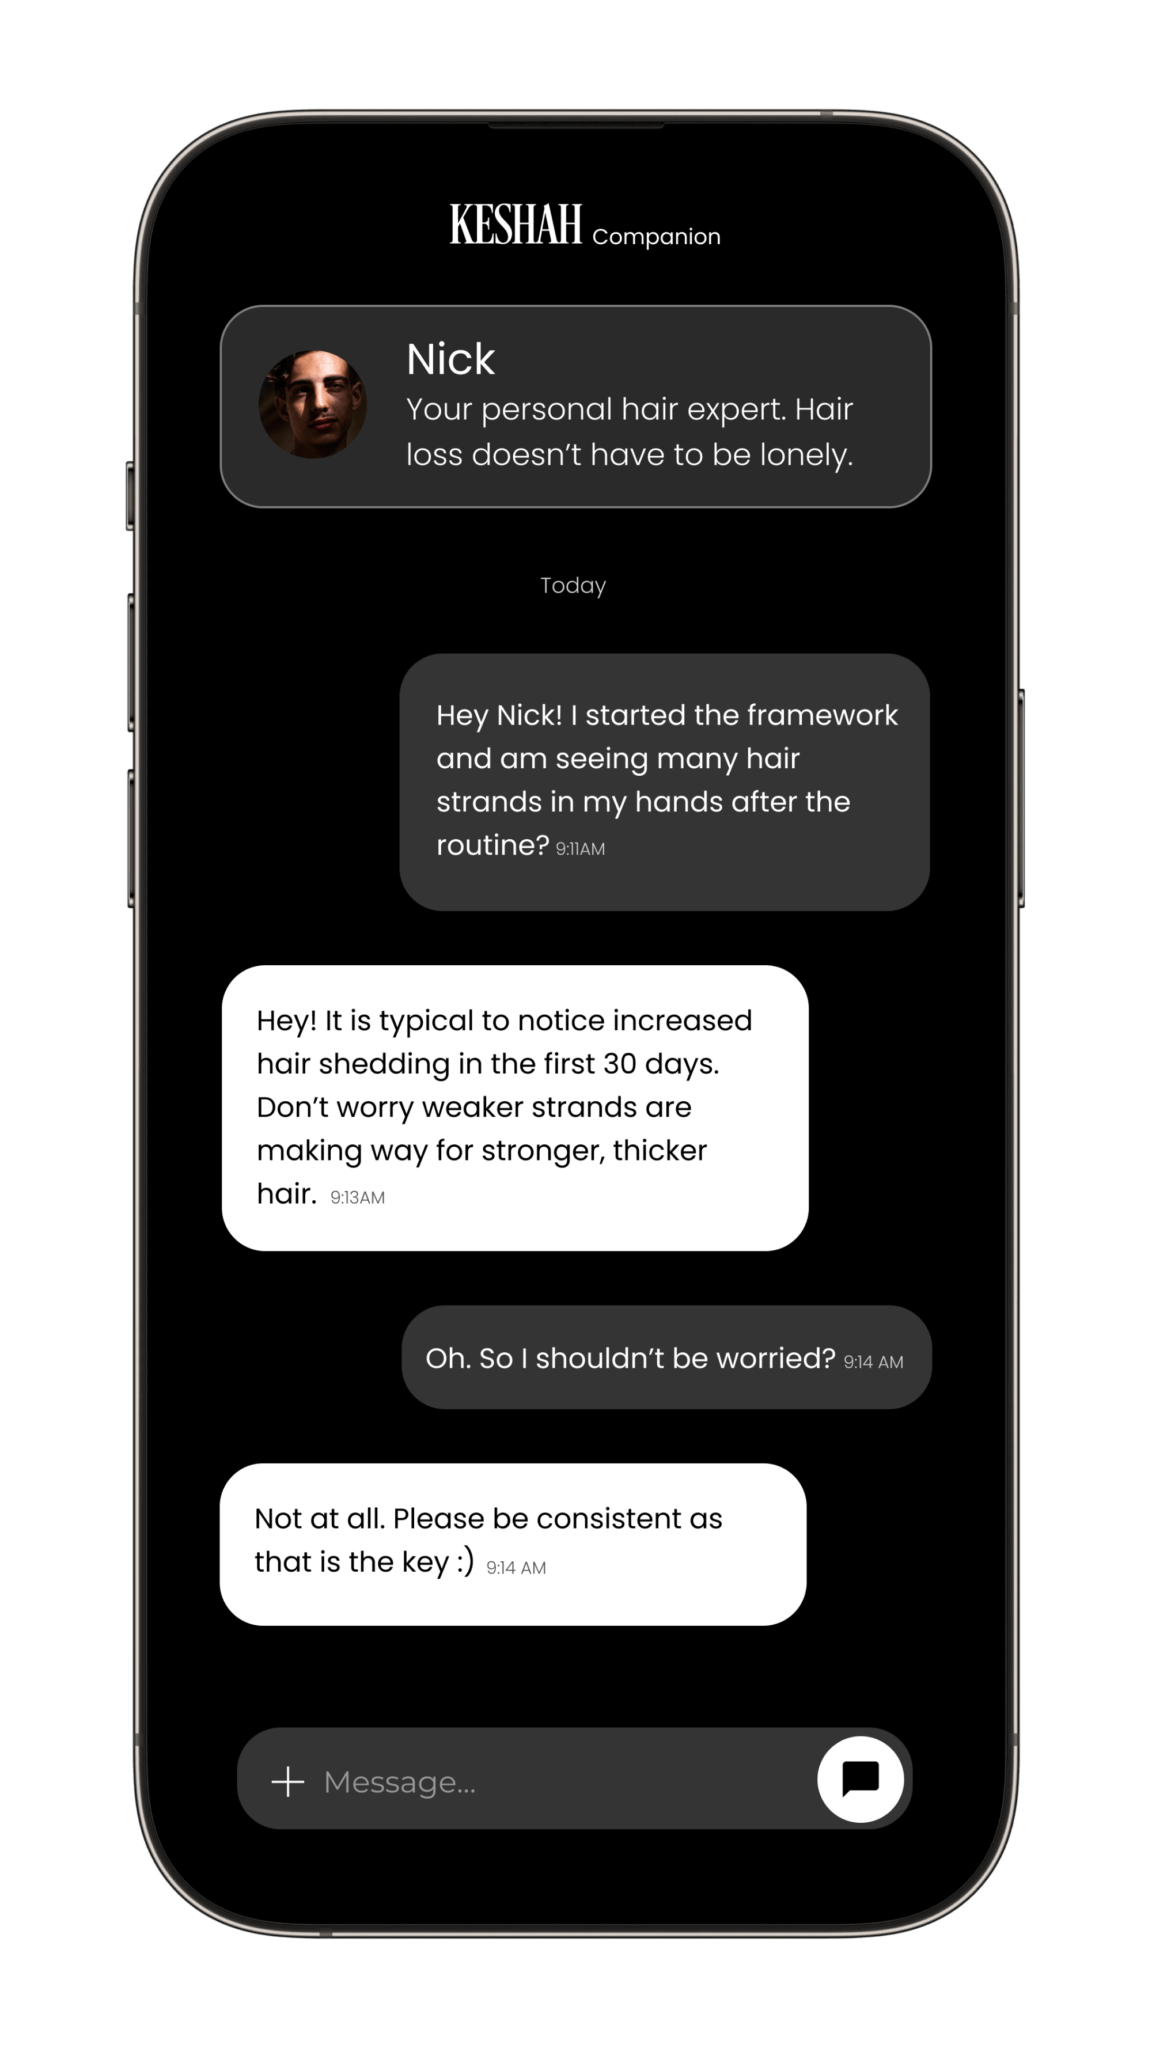 KESHAH Companion
Nick
Your personal hair expert. Hair
loss doesn’t have to be lonely.
Today
Hey Nick! I started the framework
and am seeing many hair
strands in my hands after the
routine? 9:11AM
Hey! It is typical to notice increased
hair shedding in the first 30 days.
Don’t worry weaker strands are
making way for stronger, thicker
hair. 9:13AM
Oh. So I shouldn’t be worried? 9:14 AM
Not at all. Please be consistent as
that is the key :) 9:14 AM
Message...